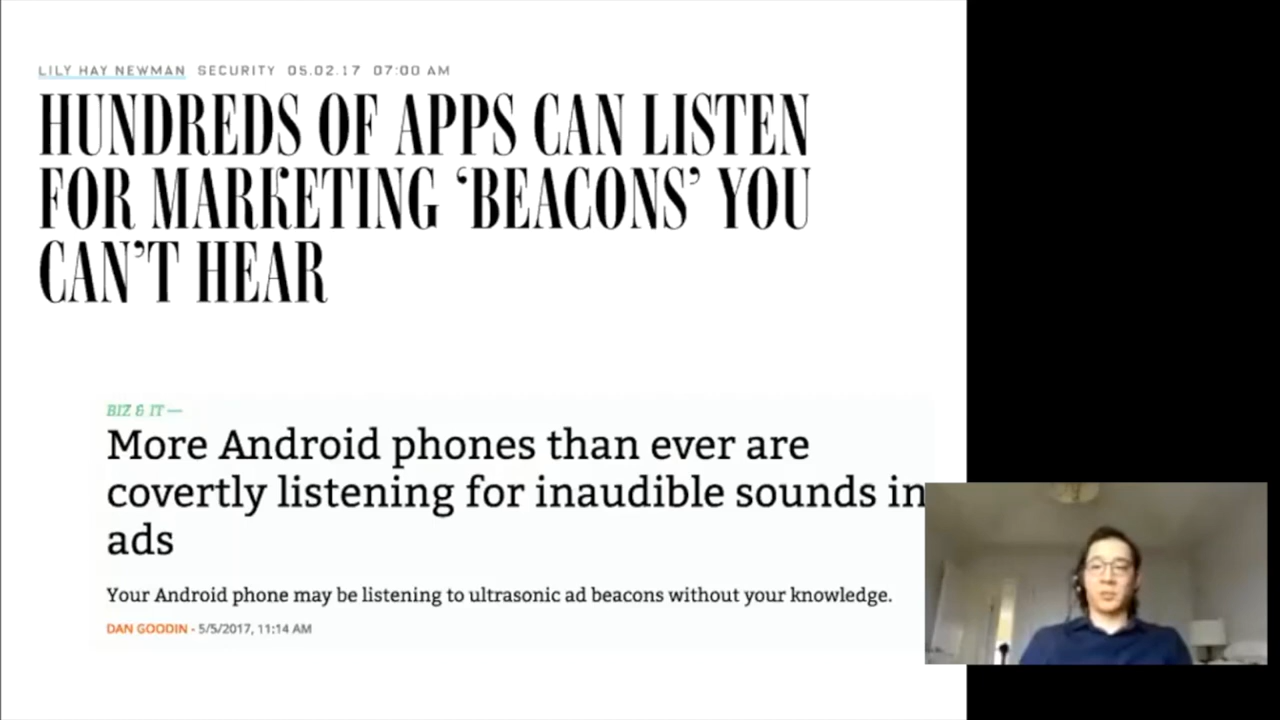 LILY HAY NEWMAN SECURITY 05.02.17 07:00 AM
HUNDREDS OF APPS CAN LISTEN
FOR MARKETING ‘BEACONS’ YOU
CAN’T HEAR
BIZ & IT —
More Android phones than ever are
covertly listening for inaudible sounds in
ads
Your Android phone may be listening to ultrasonic ad beacons without your knowledge.
DAN GOODIN - 5/5/2017, 11:14 AM